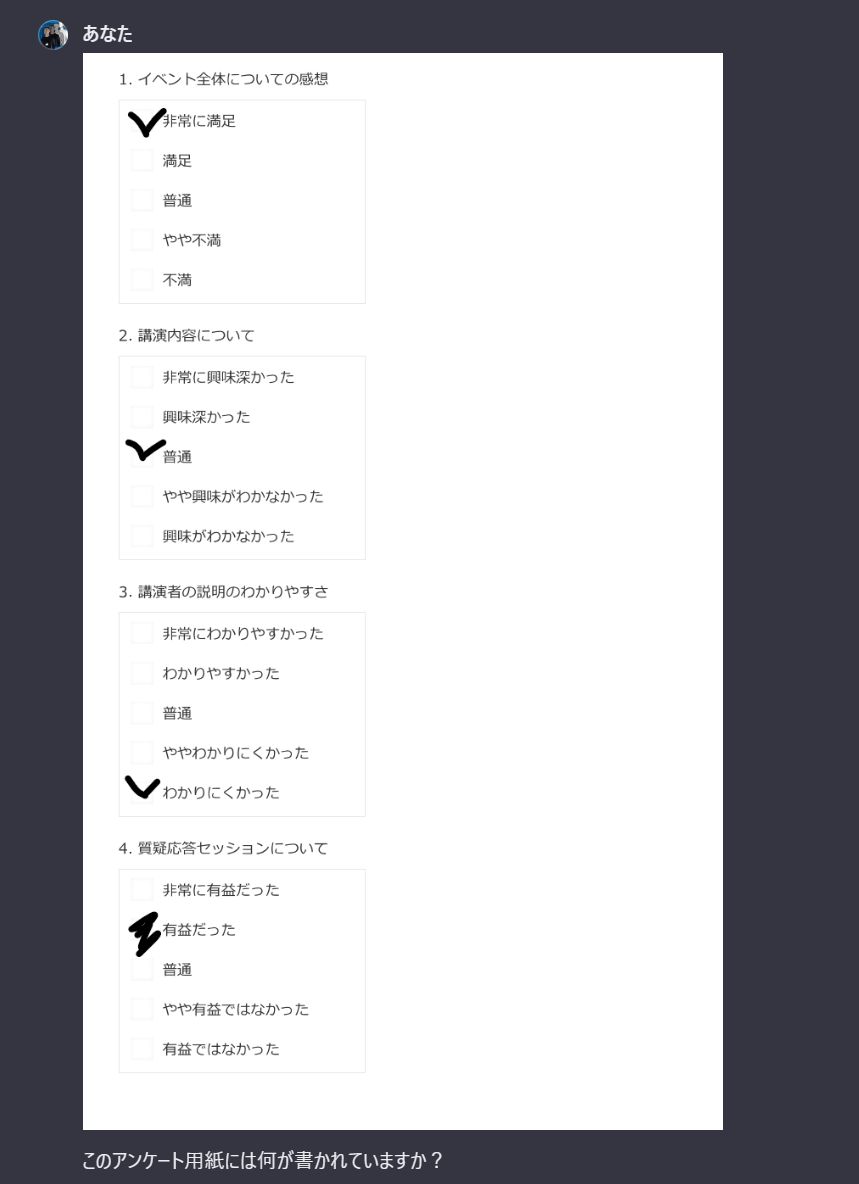 あなた
1. イベント全体についての感想
非常に満足
満足
普通
やや不満
不満
2. 講演内容について
非常に興味深かった
興味深かった
普通
やや興味がわかなかった
興味がわかなかった
3. 講演者の説明のわかりやすさ
非常にわかりやすかった
わかりやすかった
普通
ややわかりにくかった
わかりにくかった
4. 質疑応答セッションについて
非常に有益だった
有益だった
普通
やや有益ではなかった
有益ではなかった
このアンケート用紙には何が書かれていますか？